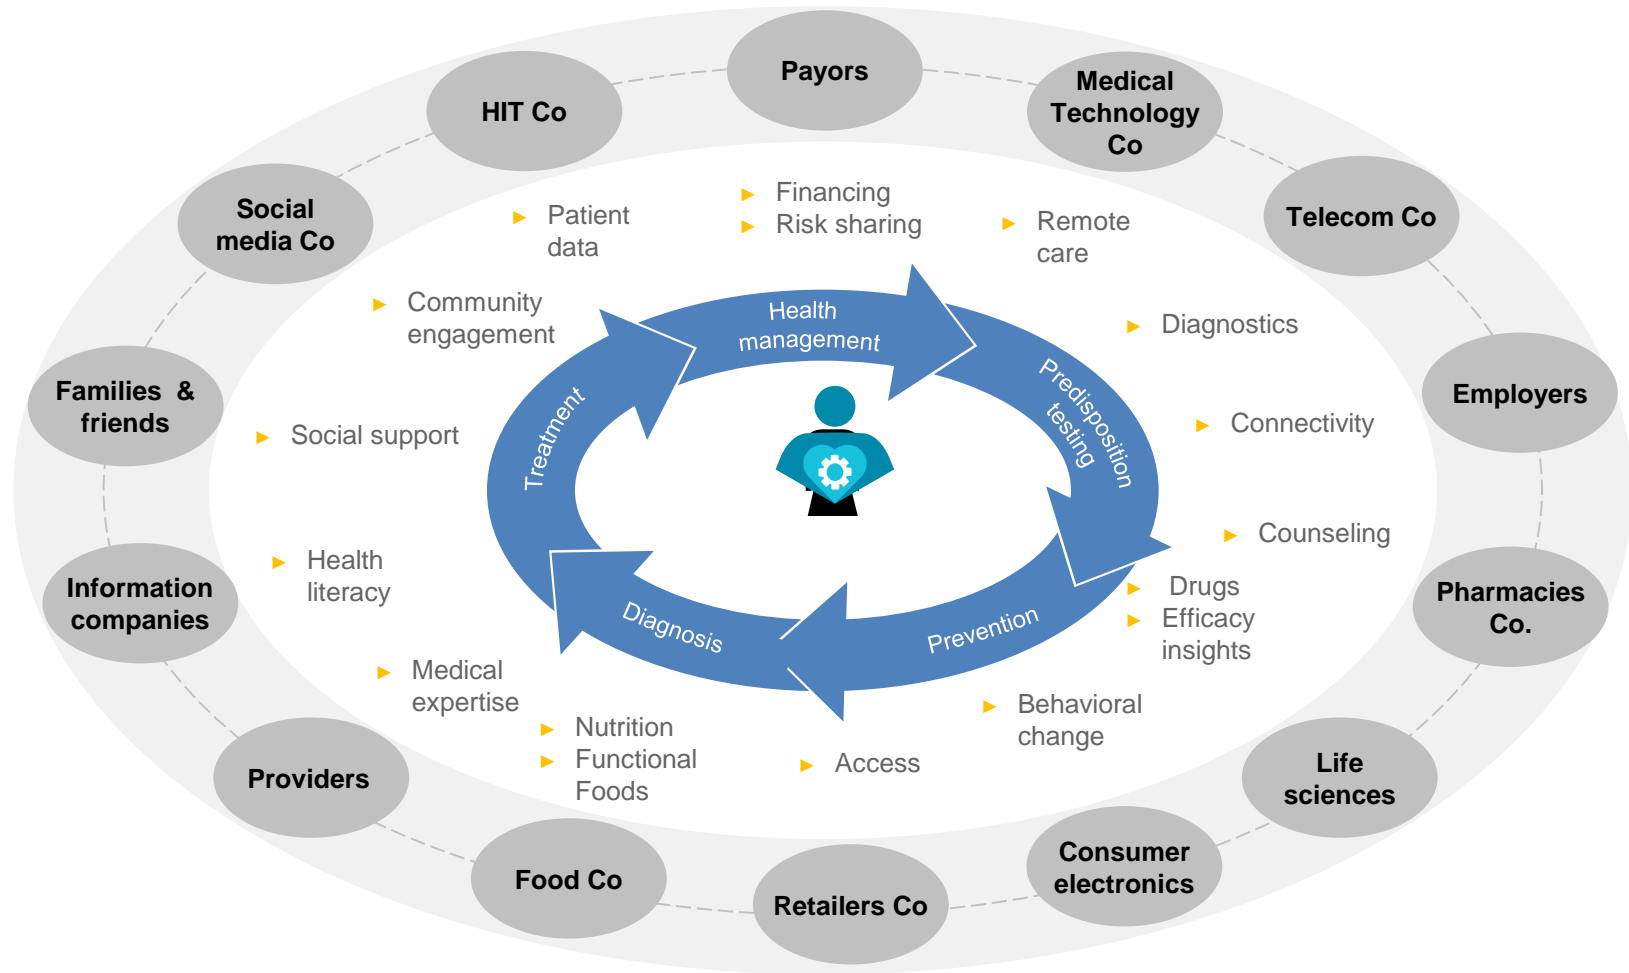 Payors
Medical
Technology
Co
HIT Co
Telecom Co
Social
media Co
Employers
Families & 
friends
Pharmacies
Co.
Information
companies
Life
sciences
Providers
Consumer
electronics
Food Co
Retailers Co
Financing
Risk sharing
Patient
data
Remote
care
Community
engagement
Diagnostics
Connectivity
Social support
Counseling
Health
literacy
Drugs
Efficacy
insights
Medical
expertise
Behavioral
change
Nutrition
Functional
Foods
Access
Health
management
Predisposition
testing
Treatment
Prevention
Diagnosis